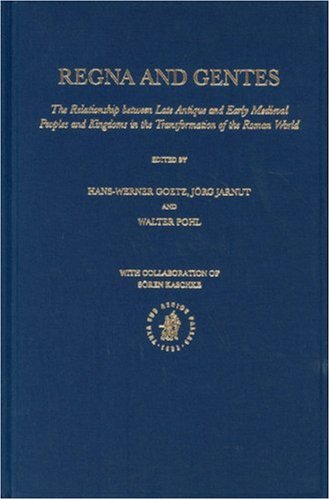 REGNA AND GENTES
The Relationship between Late Antique and Early Medieval
Peoples and Kingdoms in the Transformation of the Roman World
EDITED BY
HANS-WERNER GOETZ, JÖRG JARNUT
AND
WALTER POHL
WITH COLLABORATION OF
SÖREN KASCHKE